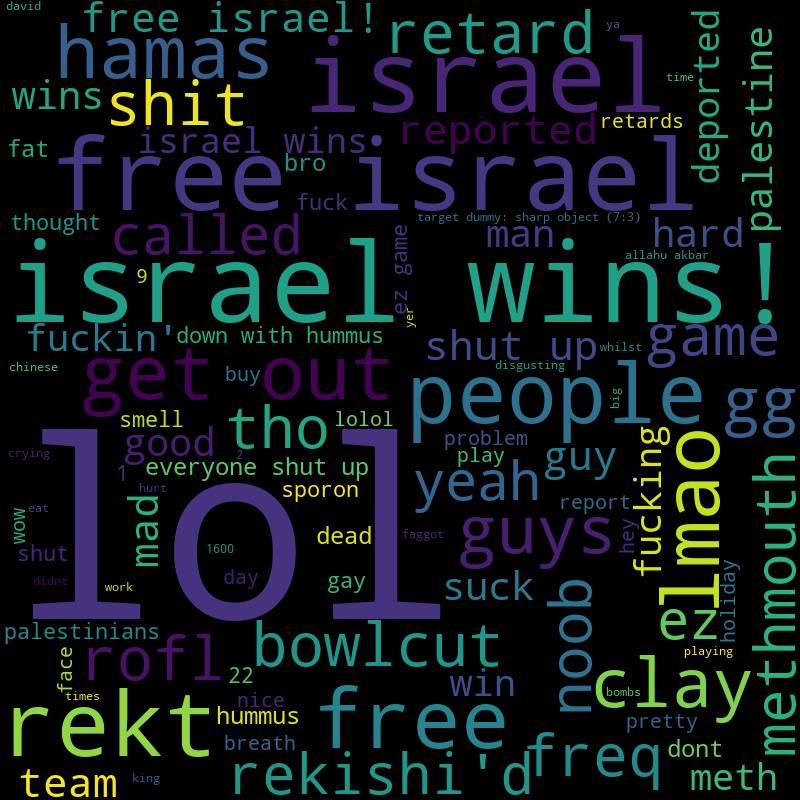 david
free israel!
hamas
retard
ya
israel
deported
palestine
time
wins
shit
reported
retards
fat
israel wins
bro
free israel
fuck
thought
called
target dummy: sharp object (7:3)
man
hard
ez game
allahu akbar
israel wins!
9
yer
fuckin'
down with hummus
shut up
whilst
game
chinese
get out
buy
disgusting
people
big
gg
smell
tho
lolol
good
problem
crying
1
2
everyone shut up
play
guy
fucking
lmao
methmouth
lol
hurt
sporon
yeah
report
eat
mad
wow
dead
faggot
guys
hey
shut
1600
day
gay
suck
didnt
work
noob
holiday
ez
palestinians
bowlcut
playing
rofl
face
22
win
clay
bombs
times
nice
rekt
hummus
free
pretty
breath
freq
dont
team
king
rekishi'd
meth